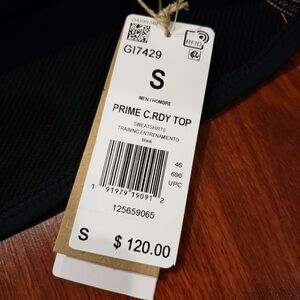 GI7429
RFID
S
MEN / HOMBRE
PRIME C.RDY TOP
SWEATSHIRTS
TRAINING ENTRENAMIENTO
black
46
690
UPC
1 91979 19091 2
125659065
S $ 120.00